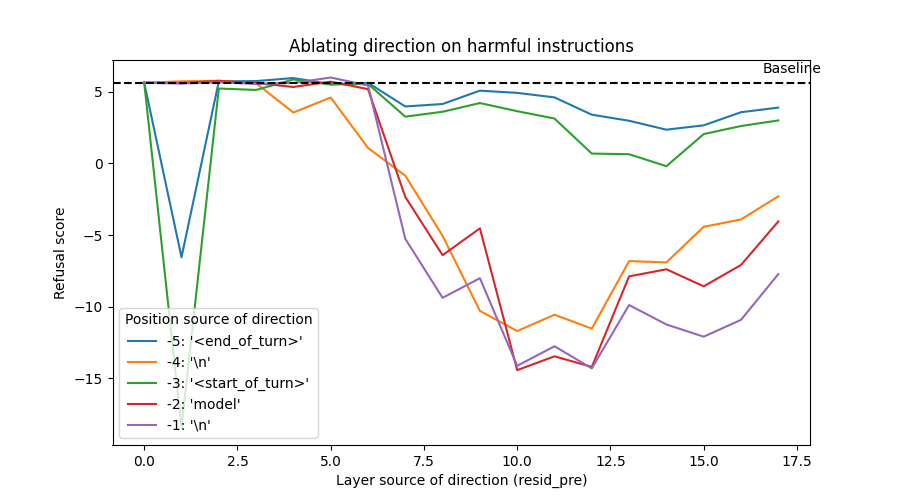 Ablating direction on harmful instructions
Baseline
Refusal score
5
0
−5
−10
−15
Position source of direction
-5: '<end_of_turn>'
-4: '\n'
-3: '<start_of_turn>'
-2: 'model'
-1: '\n'
0.0 2.5 5.0 7.5 10.0 12.5 15.0 17.5
Layer source of direction (resid_pre)